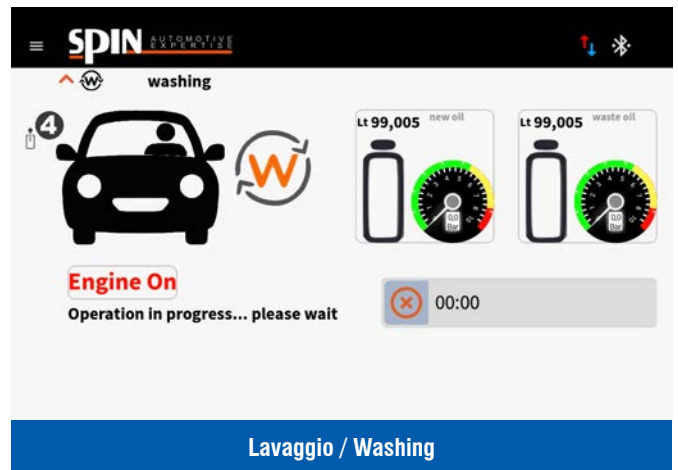 SPIN AUTOMOTIVE EXPERTISE
W washing
4
W
Lt 99,005 new oil
0,0
Bar
Lt 99,005 waste oil
0,0
Bar
Engine On
Operation in progress... please wait
00:00
Lavaggio / Washing